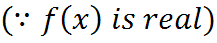 (∵ f(x) is real)